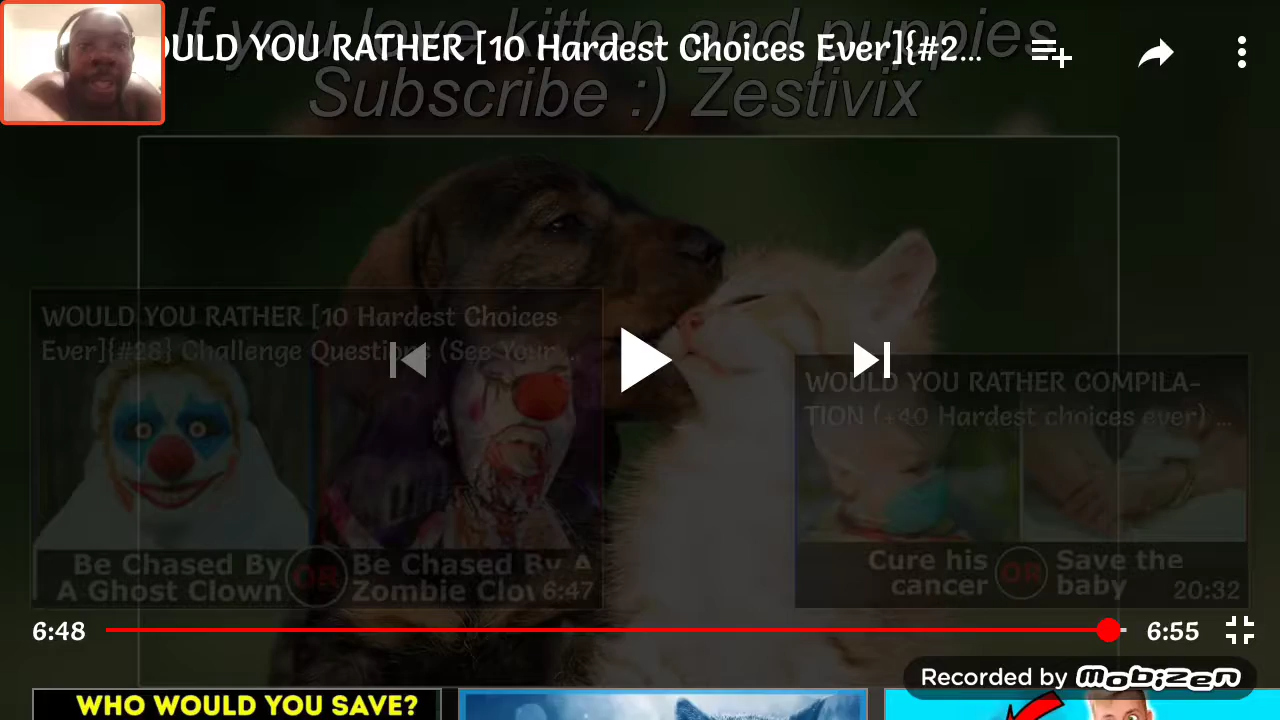 If you love kitten and puppies
OULD YOU RATHER [10 Hardest Choices Ever]{#2...
Subscribe :) Zestivix
WOULD YOU RATHER [10 Hardest Choices
Ever]{#28} Challenge Questions (See Your ...
WOULD YOU RATHER COMPILA-
TION (+40 Hardest choices ever) ...
Be Chased By
A Ghost Clown
OR
Be Chased By A
Zombie Clow
6:47
Cure his
cancer
OR
Save the
baby
20:32
6:48
6:55
Recorded by mobizen
WHO WOULD YOU SAVE?